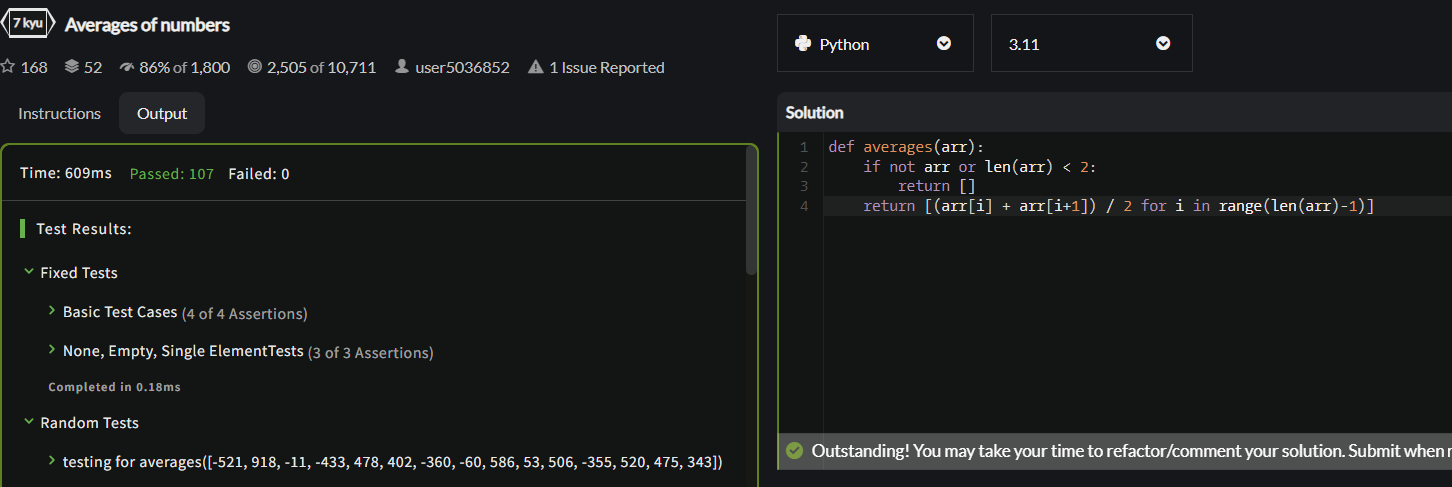 7 kyu Averages of numbers
168 52 86% of 1,800 2,505 of 10,711 user5036852 1 Issue Reported
Instructions Output
Time: 609ms Passed: 107 Failed: 0
Test Results:
Fixed Tests
Basic Test Cases (4 of 4 Assertions)
None, Empty, Single ElementTests (3 of 3 Assertions)
Completed in 0.18ms
Random Tests
testing for averages([-521, 918, -11, -433, 478, 402, -360, -60, 586, 53, 506, -355, 520, 475, 343])
Python 3.11
Solution
1 def averages(arr):
2     if not arr or len(arr) < 2:
3         return []
4     return [(arr[i] + arr[i+1]) / 2 for i in range(len(arr)-1)]
Outstanding! You may take your time to refactor/comment your solution. Submit when